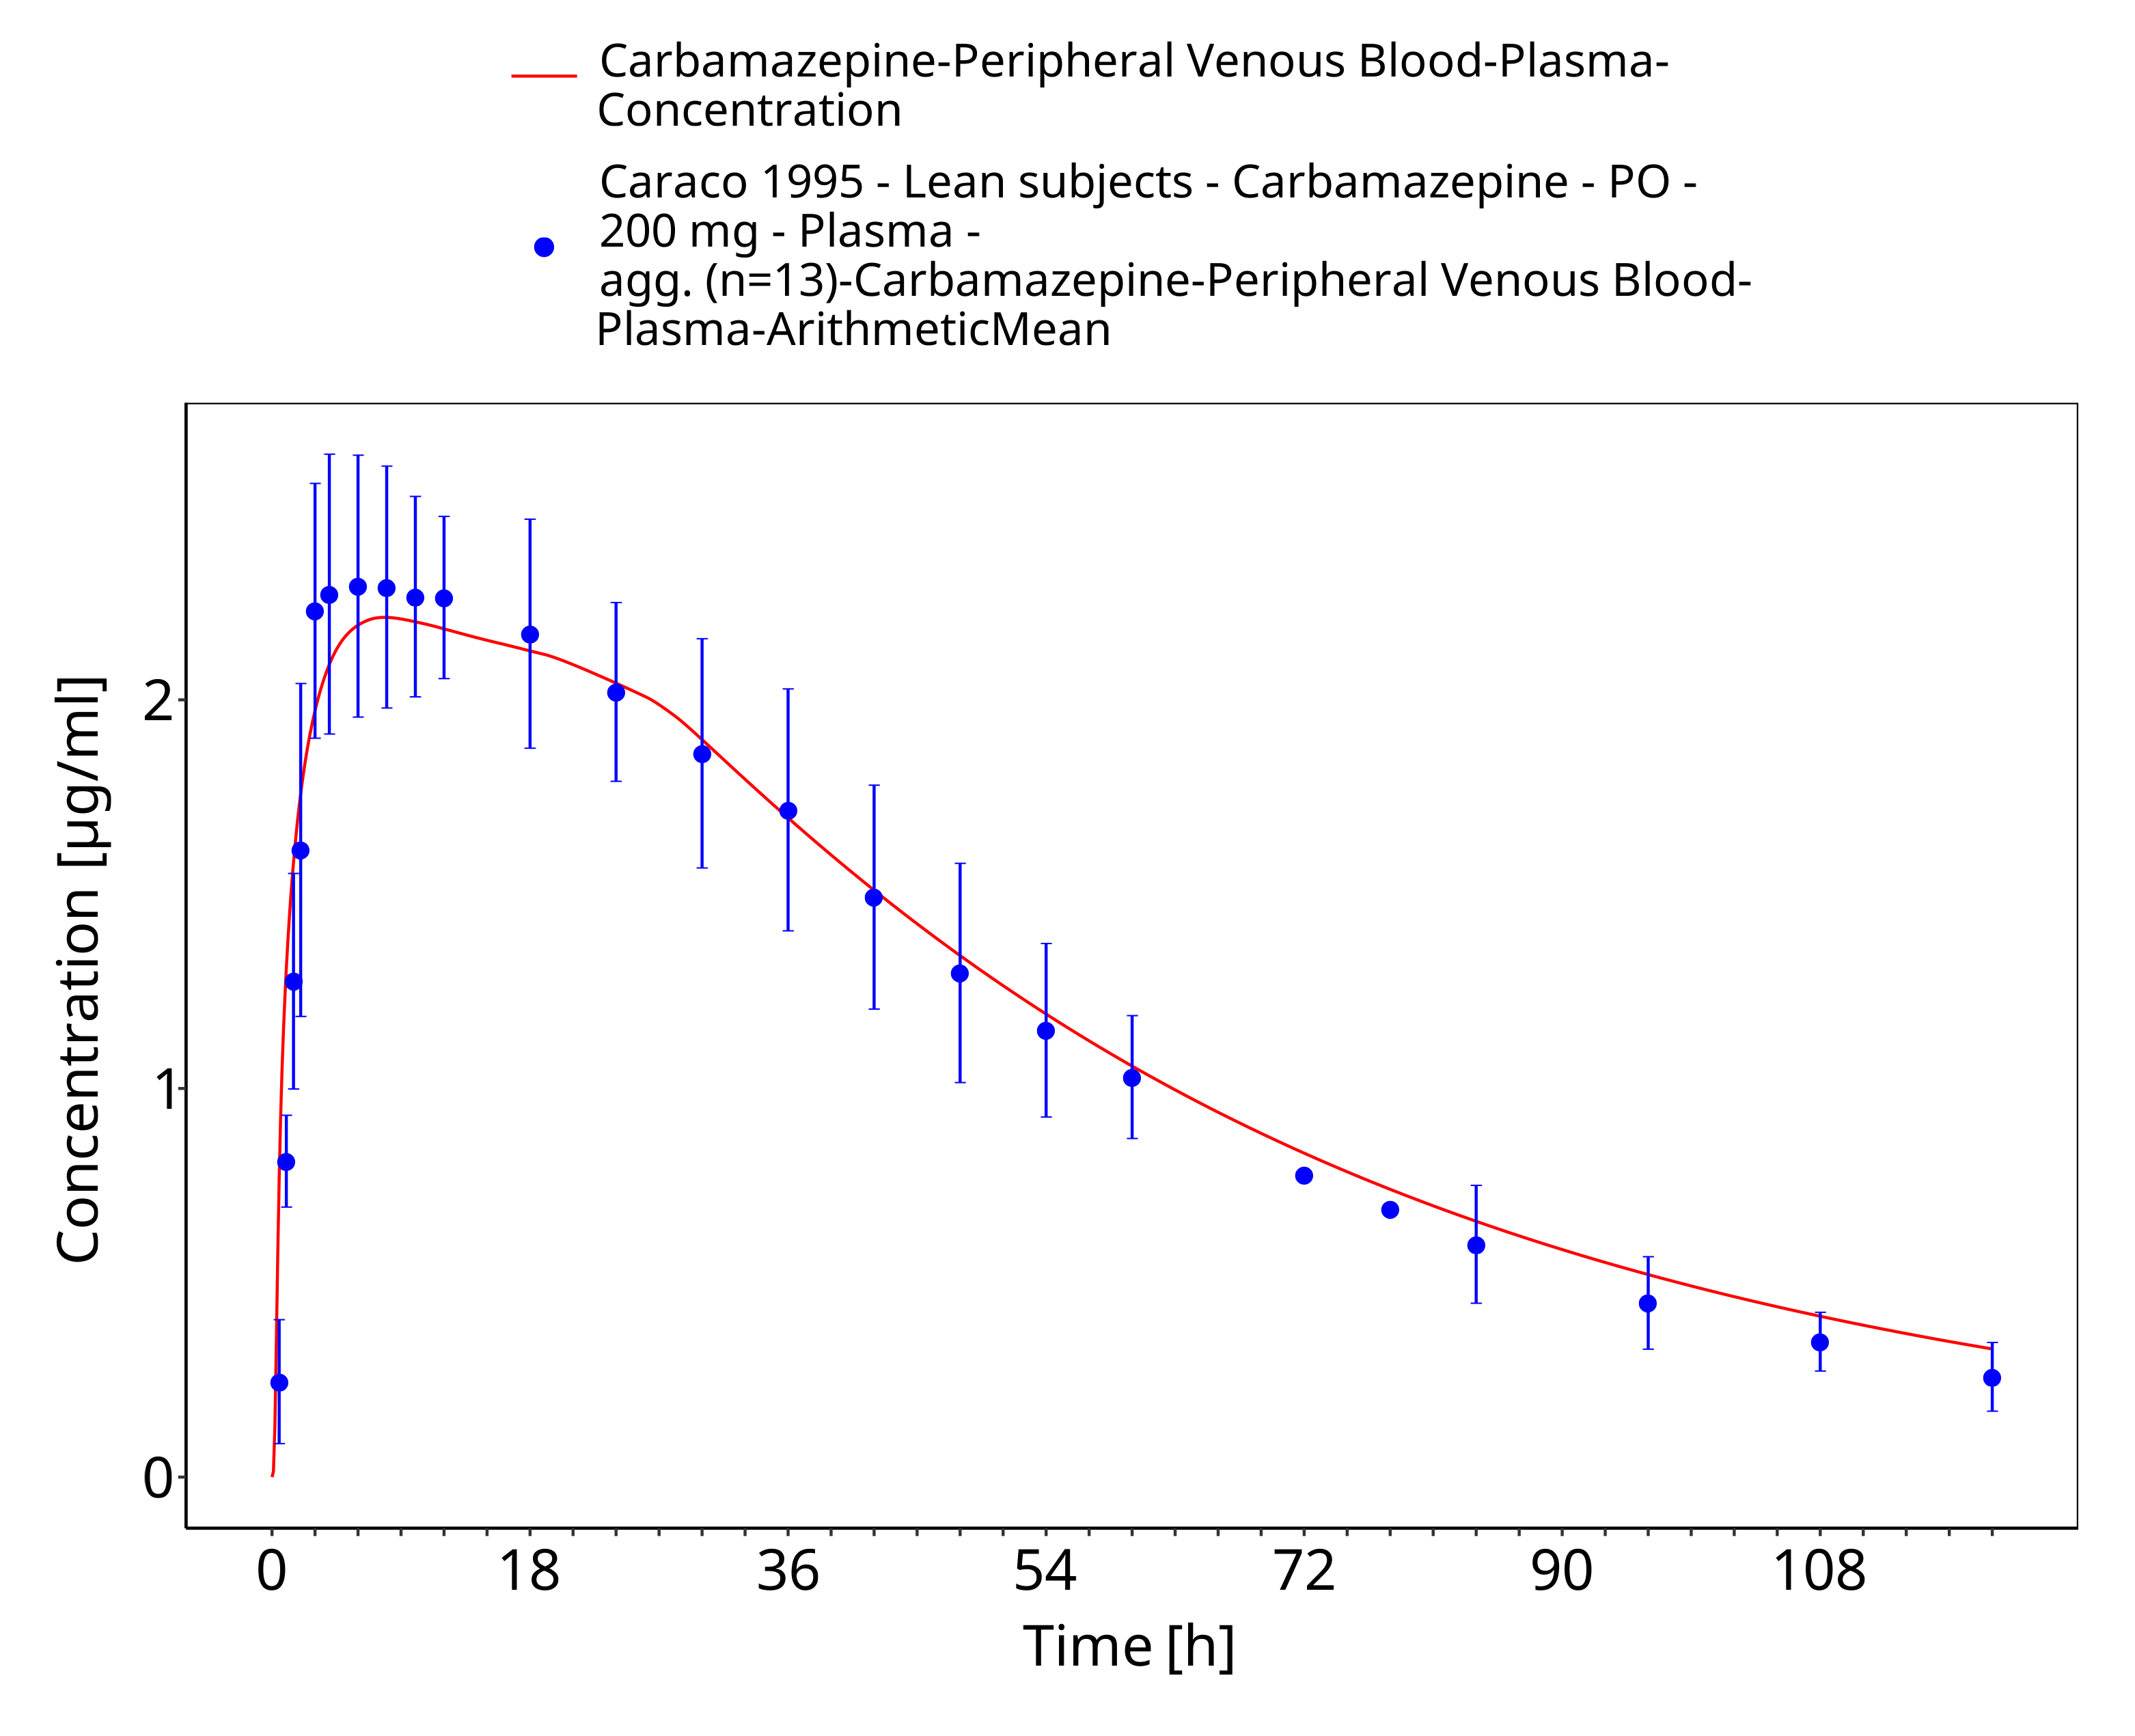 Carbamazepine-Peripheral Venous Blood-Plasma-
Concentration
Caraco 1995 - Lean subjects - Carbamazepine - PO -
200 mg - Plasma -
agg. (n=13)-Carbamazepine-Peripheral Venous Blood-
Plasma-ArithmeticMean
Concentration [µg/ml]
2
1
0
0 18 36 54 72 90 108
Time [h]